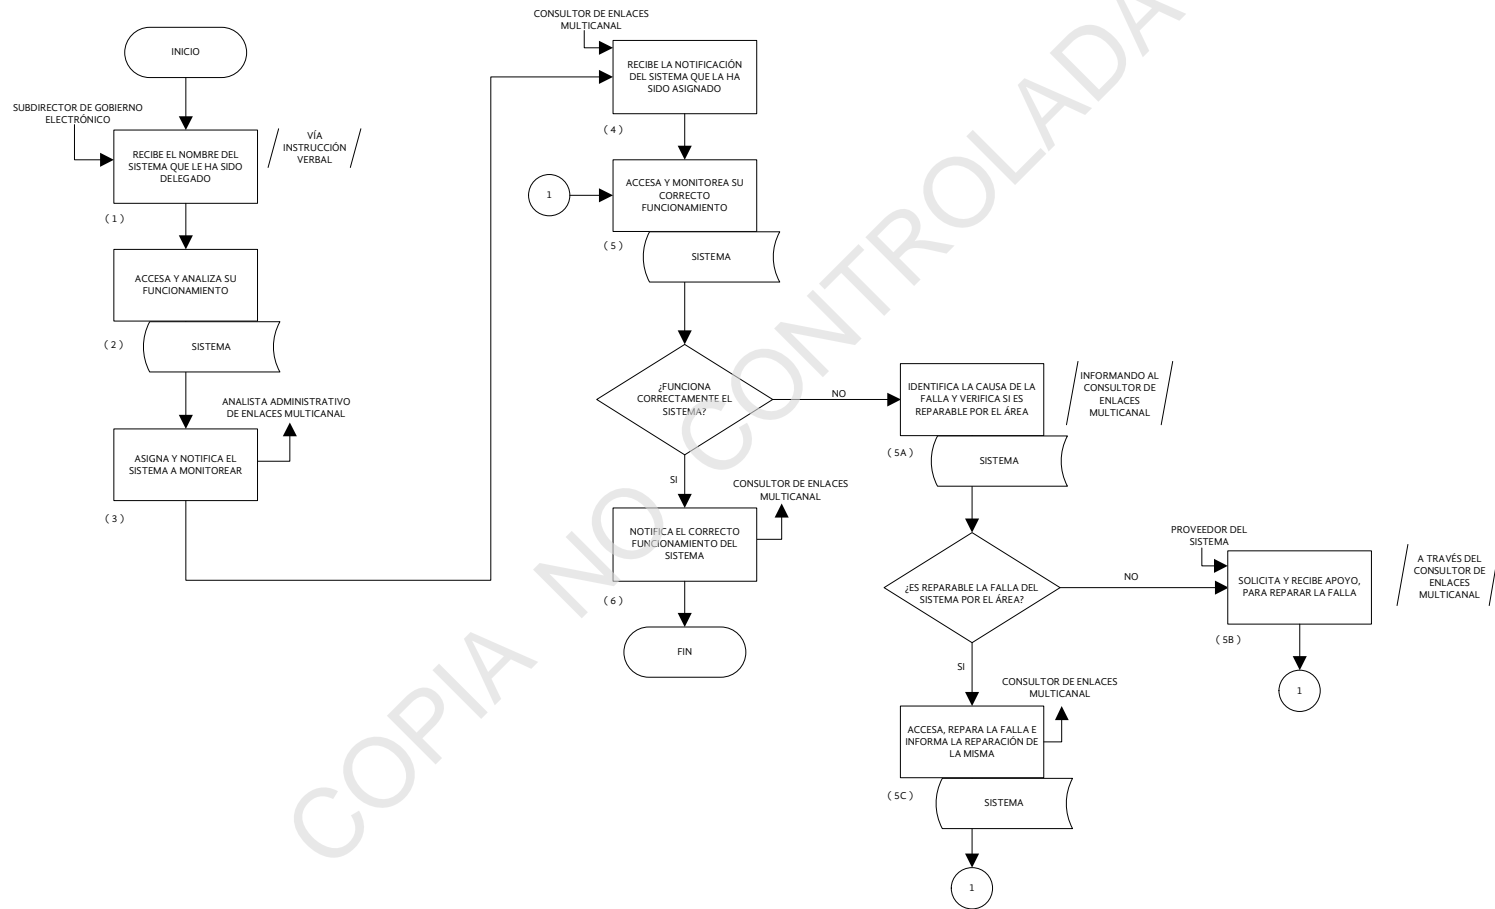 INICIO
SUBDIRECTOR DE GOBIERNO
ELECTRÓNICO
RECIBE EL NOMBRE DEL
SISTEMA QUE LE HA SIDO
DELEGADO
VÍA
INSTRUCCIÓN
VERBAL
( 1 )
ACCESA Y ANALIZA SU
FUNCIONAMIENTO
( 2 )
SISTEMA
ANALISTA ADMINISTRATIVO
DE ENLACES MULTICANAL
ASIGNA Y NOTIFICA EL
SISTEMA A MONITOREAR
( 3 )
CONSULTOR DE ENLACES
MULTICANAL
RECIBE LA NOTIFICACIÓN
DEL SISTEMA QUE LA HA
SIDO ASIGNADO
( 4 )
1
ACCESA Y MONITOREA SU
CORRECTO
FUNCIONAMIENTO
( 5 )
SISTEMA
¿FUNCIONA
CORRECTAMENTE EL
SISTEMA?
NO
SI
CONSULTOR DE ENLACES
MULTICANAL
NOTIFICA EL CORRECTO
FUNCIONAMIENTO DEL
SISTEMA
( 6 )
FIN
IDENTIFICA LA CAUSA DE LA
FALLA Y VERIFICA SI ES
REPARABLE POR EL ÁREA
INFORMANDO AL
CONSULTOR DE
ENLACES
MULTICANAL
( 5A )
SISTEMA
¿ES REPARABLE LA FALLA DEL
SISTEMA POR EL ÁREA?
NO
SI
PROVEEDOR DEL
SISTEMA
SOLICITA Y RECIBE APOYO,
PARA REPARAR LA FALLA
A TRAVÉS DEL
CONSULTOR DE
ENLACES
MULTICANAL
( 5B )
1
CONSULTOR DE ENLACES
MULTICANAL
ACCESA, REPARA LA FALLA E
INFORMA LA REPARACIÓN DE
LA MISMA
( 5C )
SISTEMA
1
COPIA NO CONTROLADA